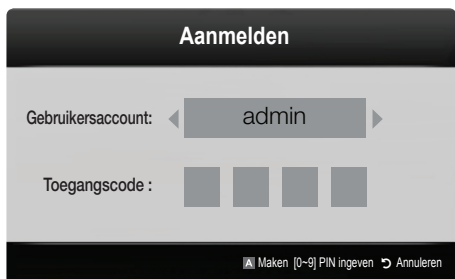 Aanmelden
Gebruikersaccount: admin
Toegangscode :
A Maken [0~9] PIN ingeven Annuleren